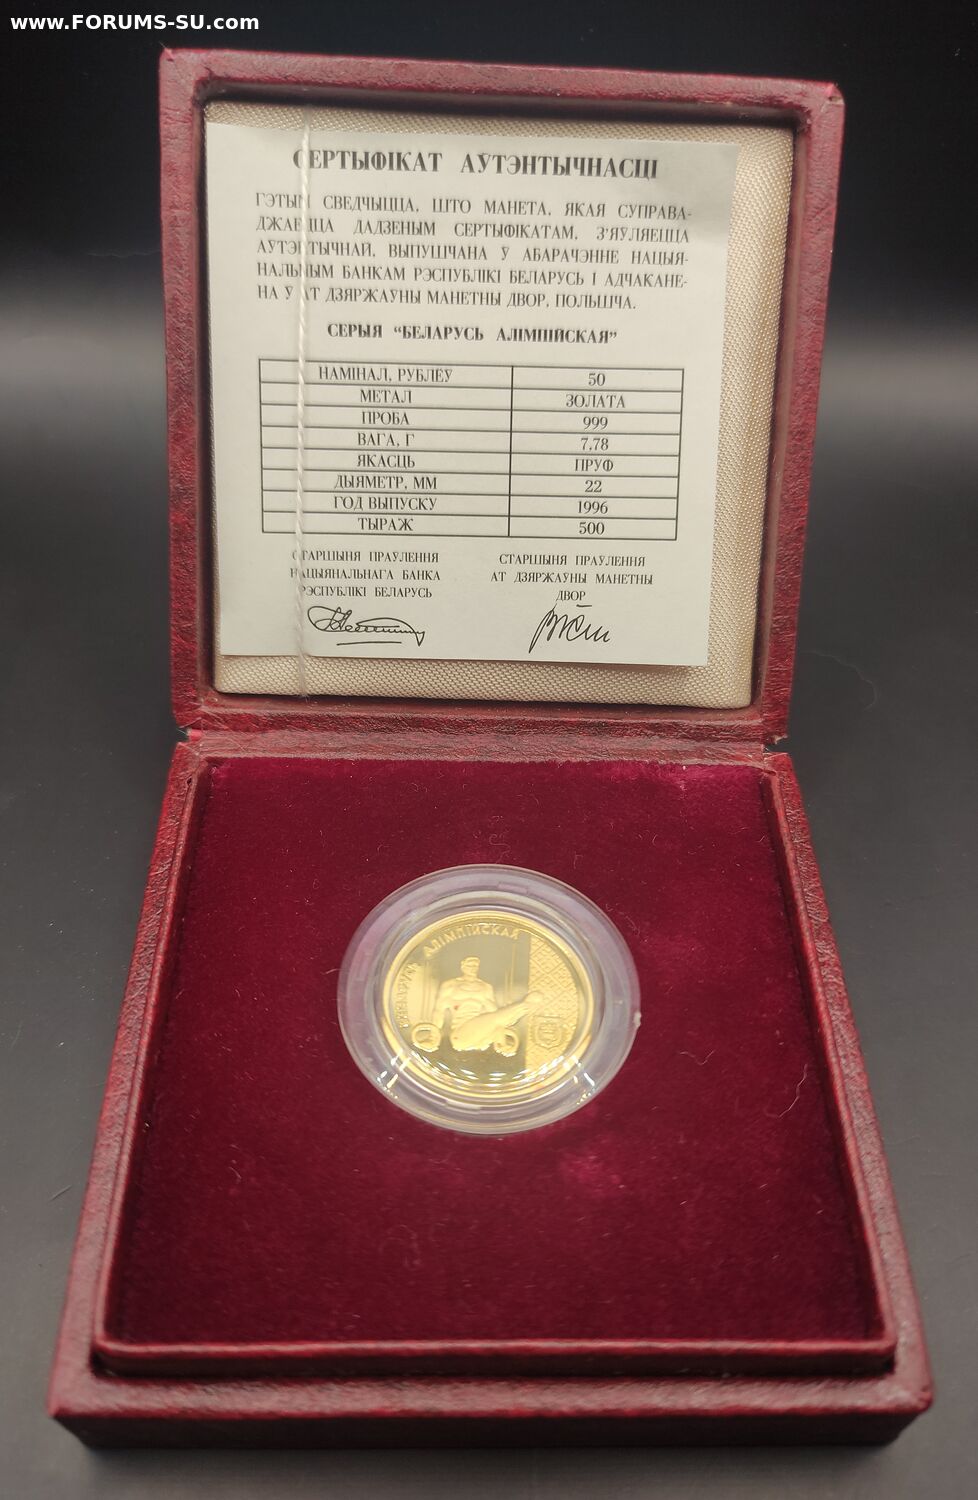 www.FORUMS-SU.com
СЕРТЫФІКАТ АЎТЭНТЫЧНАСЦІ
ГЭТЫМ СВЕДЧЫЦЦА, ШТО МАНЕТА, ЯКАЯ СУПРАВА-
ДЖАЕЦЦА ДАДЗЕНЫМ СЕРТЫФІКАТАМ, З'ЯЎЛЯЕЦЦА
АЎТЭНТЫЧНАЙ, ВЫПУШЧАНА Ў АБАРАЧЭННЕ НАЦЫЯ-
НАЛЬНЫМ БАНКАМ РЭСПУБЛІКІ БЕЛАРУСЬ І АДЧАКАНЕ-
НА Ў АТ ДЗЯРЖАЎНЫ МАНЕТНЫ ДВОР, ПОЛЬШЧА.
СЕРЫЯ “БЕЛАРУСЬ АЛІМПІЙСКАЯ”
НАМІНАЛ, РУБЛЁЎ 50
МЕТАЛ ЗОЛАТА
ПРОБА 999
ВАГА, Г 7,78
ЯКАСЦЬ ПРУФ
ДЫЯМЕТР, ММ 22
ГОД ВЫПУСКУ 1996
ТЫРАЖ 500
СТАРШЫНЯ ПРАЎЛЕННЯ
НАЦЫЯНАЛЬНАГА БАНКА
РЭСПУБЛІКІ БЕЛАРУСЬ
СТАРШЫНЯ ПРАЎЛЕННЯ
АТ ДЗЯРЖАЎНЫ МАНЕТНЫ
ДВОР
БЕЛАРУСЬ АЛІМПІЙСКАЯ